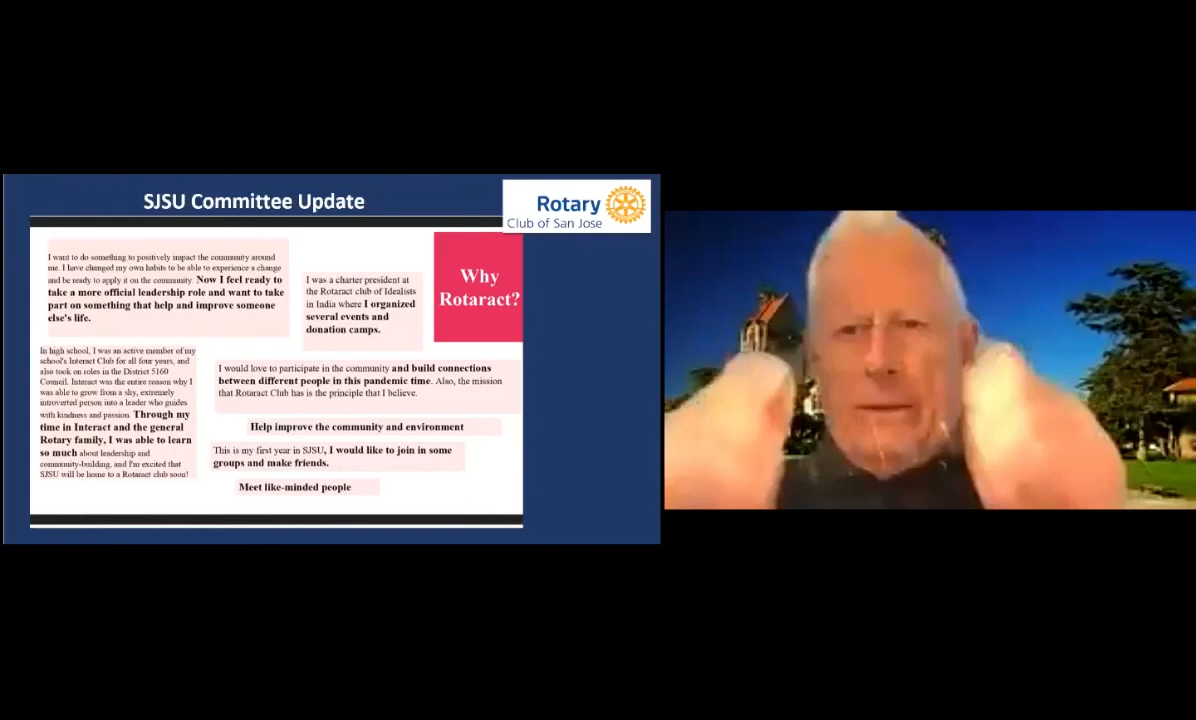 SJSU Committee Update
Rotary
Club of San Jose
I want to do something to positively impact the community around
me. I have changed my own habits to be able to experience a change
and be ready to apply it on the community. Now I feel ready to
take a more official leadership role and want to take
part on something that help and improve someone
else's life.
I was a charter president at
the Rotaract club of Idealists
in India where I organized
several events and
donation camps.
Why
Rotaract?
In high school, I was an active member of my
school's Interact Club for all four years, and
also took on roles in the District 5160
Council. Interact was the entire reason why I
was able to grow from a shy, extremely
introverted person into a leader who guides
with kindness and passion. Through my
time in Interact and the general
Rotary family, I was able to learn
so much about leadership and
community-building, and I'm excited that
SJSU will be home to a Rotaract club soon!
I would love to participate in the community and build connections
between different people in this pandemic time. Also, the mission
that Rotaract Club has is the principle that I believe.
Help improve the community and environment
This is my first year in SJSU, I would like to join in some
groups and make friends.
Meet like-minded people